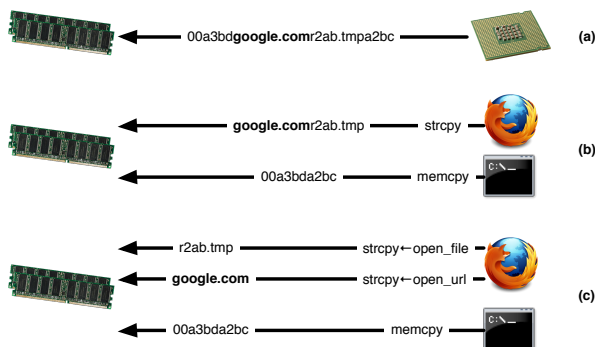 00a3bdgoogle.comr2ab.tmpa2bc (a)
google.comr2ab.tmp strcpy
(b)
00a3bda2bc memcpy C:\._
r2ab.tmp strcpy←open_file
google.com strcpy←open_url
(c)
00a3bda2bc memcpy C:\._